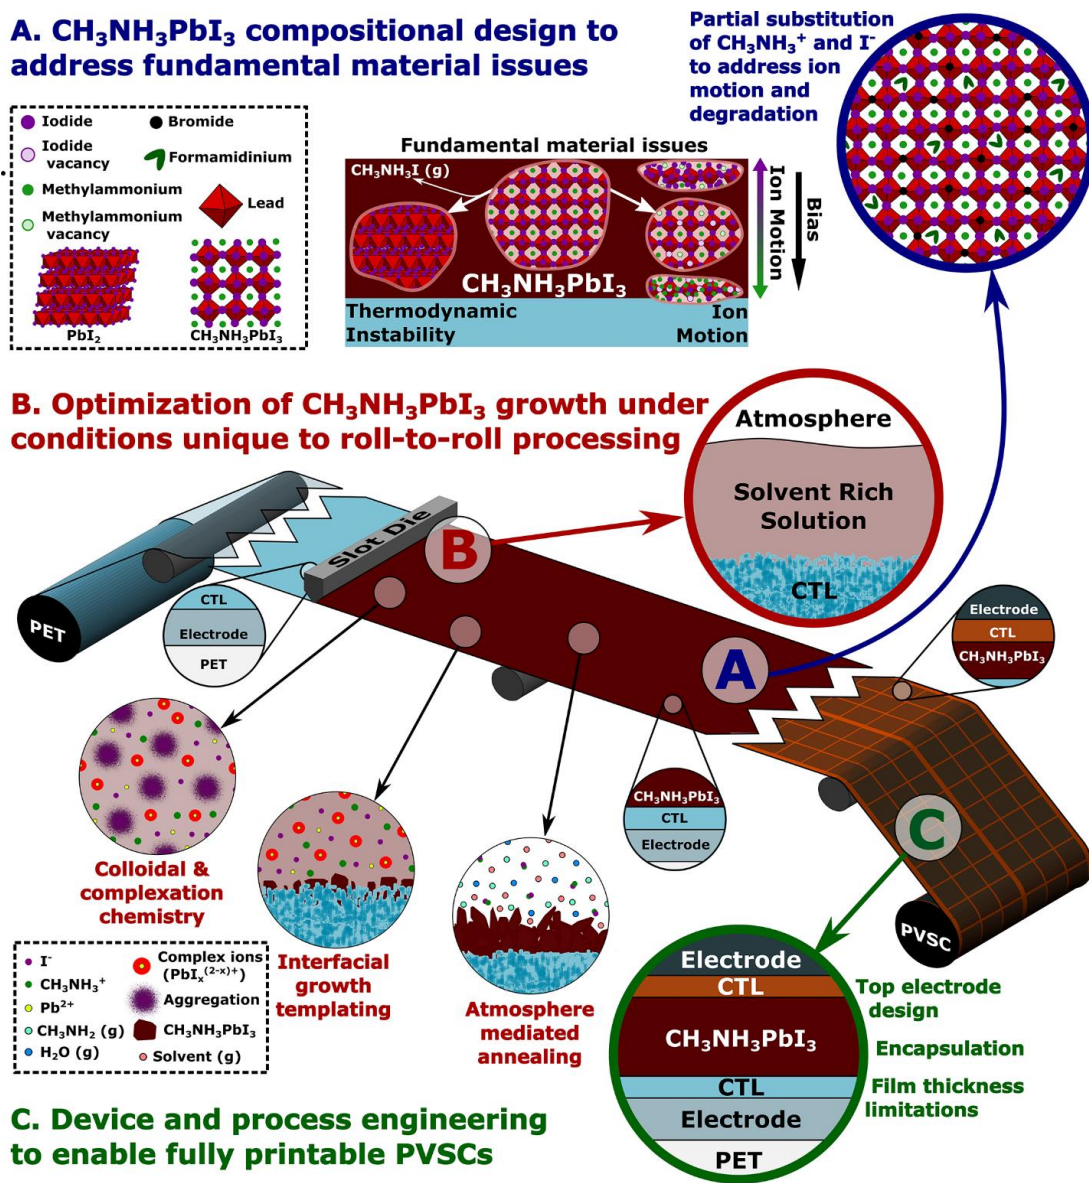 A. CH₃NH₃PbI₃ compositional design to
address fundamental material issues
Partial substitution
of CH₃NH₃⁺ and I⁻
to address ion
motion and
degradation
Iodide
Bromide
Iodide
vacancy
Formamidinium
Methylammonium
Lead
Methylammonium
vacancy
PbI₂
CH₃NH₃PbI₃
Fundamental material issues
CH₃NH₃I (g)
CH₃NH₃PbI₃
Thermodynamic
Instability
Ion
Motion
Ion Motion
Bias
B. Optimization of CH₃NH₃PbI₃ growth under
conditions unique to roll-to-roll processing
Atmosphere
Solvent Rich
Solution
CTL
Slot Die
B
PET
CTL
Electrode
PET
A
Electrode
CTL
CH₃NH₃PbI₃
CH₃NH₃PbI₃
CTL
Electrode
C
PVSC
Colloidal &
complexation
chemistry
Interfacial
growth
templating
Atmosphere
mediated
annealing
I⁻
Complex ions
(PbIₓ⁽²⁻ˣ⁾⁺)
CH₃NH₃⁺
Aggregation
Pb²⁺
CH₃NH₂ (g)
CH₃NH₃PbI₃
H₂O (g)
Solvent (g)
Electrode
CTL
CH₃NH₃PbI₃
CTL
Electrode
PET
Top electrode
design
Encapsulation
Film thickness
limitations
C. Device and process engineering
to enable fully printable PVSCs